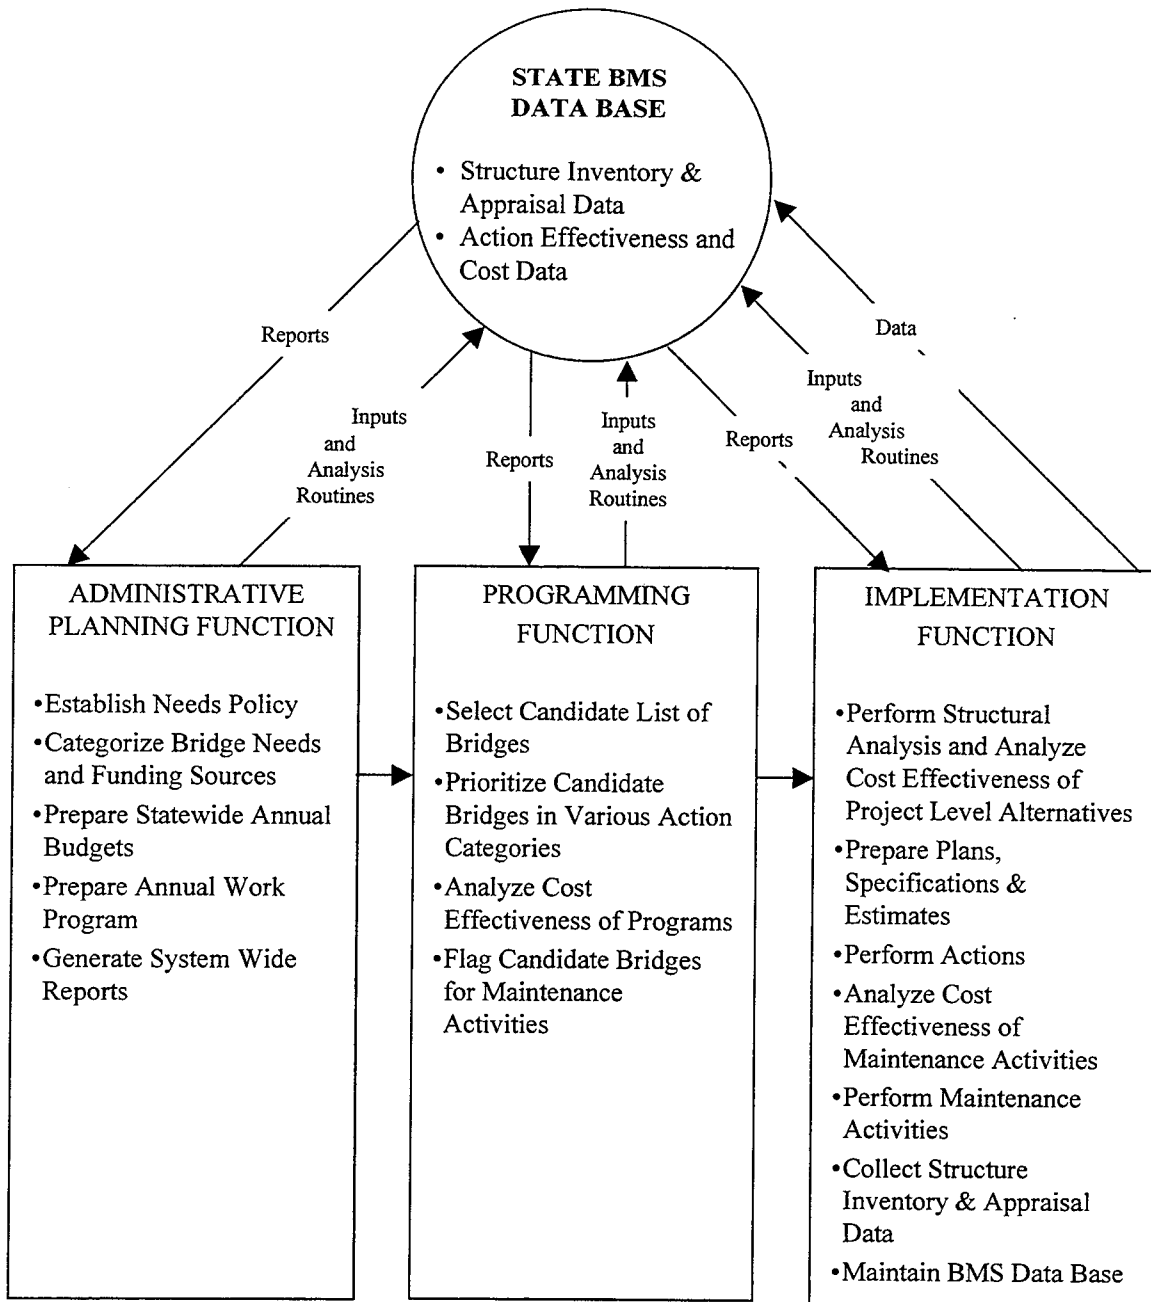 STATE BMS
DATA BASE
• Structure Inventory &
Appraisal Data
• Action Effectiveness and
Cost Data
Reports
Inputs
and
Analysis
Routines
Reports
Inputs
and
Analysis
Routines
Reports
Inputs
and
Analysis
Routines
Data
ADMINISTRATIVE
PLANNING FUNCTION
•Establish Needs Policy
•Categorize Bridge Needs
and Funding Sources
•Prepare Statewide Annual
Budgets
•Prepare Annual Work
Program
•Generate System Wide
Reports
PROGRAMMING
FUNCTION
•Select Candidate List of
Bridges
•Prioritize Candidate
Bridges in Various Action
Categories
•Analyze Cost
Effectiveness of Programs
•Flag Candidate Bridges
for Maintenance
Activities
IMPLEMENTATION
FUNCTION
•Perform Structural
Analysis and Analyze
Cost Effectiveness of
Project Level Alternatives
•Prepare Plans,
Specifications &
Estimates
•Perform Actions
•Analyze Cost
Effectiveness of
Maintenance Activities
•Perform Maintenance
Activities
•Collect Structure
Inventory & Appraisal
Data
•Maintain BMS Data Base